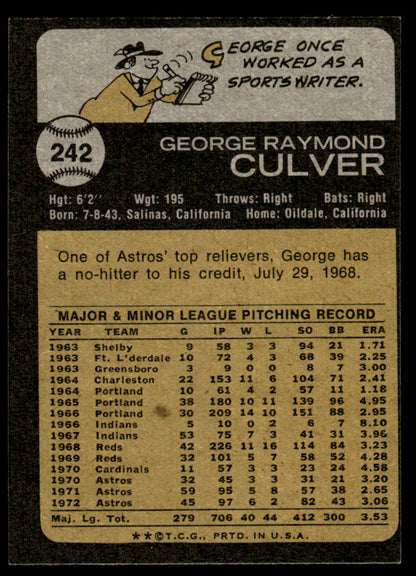 GEORGE ONCE
WORKED AS A
SPORTSWRITER.
242
GEORGE RAYMOND
CULVER
Hgt: 6'2" Wgt: 195 Throws: Right Bats: Right
Born: 7-8-43, Salinas, California Home: Oildale, California
One of Astros' top relievers, George has
a no-hitter to his credit, July 29, 1968.
MAJOR & MINOR LEAGUE PITCHING RECORD
YEAR TEAM G IP W L SO BB ERA
1963 Shelby 9 58 3 3 94 21 1.71
1963 Ft. L'derdale 10 72 4 3 68 39 2.25
1963 Greensboro 3 9 0 0 8 7 3.00
1964 Charleston 22 153 11 6 104 71 2.41
1964 Portland 10 61 4 2 57 11 1.18
1965 Portland 38 180 10 11 139 96 4.95
1966 Portland 30 209 14 10 151 88 2.95
1966 Indians 5 10 0 2 6 7 8.10
1967 Indians 53 75 7 3 41 31 3.96
1968 Reds 42 226 11 16 114 84 3.23
1969 Reds 32 101 5 7 58 52 4.28
1970 Cardinals 11 57 3 3 23 24 4.58
1970 Astros 32 45 3 3 31 21 3.20
1971 Astros 59 95 5 8 57 38 2.65
1972 Astros 45 97 6 2 82 43 3.06
Maj. Lg. Tot. 279 706 40 44 412 300 3.53
**©T.C.G., PRTD. IN U.S.A.